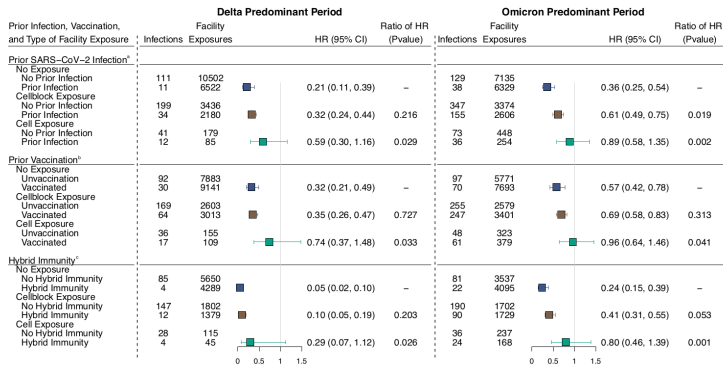 Delta Predominant Period Omicron Predominant Period
Prior Infection, Vaccination, Facility Ratio of HR Facility Ratio of HR
and Type of Facility Exposure Infections Exposures HR (95% CI) (Pvalue) Infections Exposures HR (95% CI) (Pvalue)
Prior SARS−CoV−2 Infectionᵃ
No Exposure
No Prior Infection 111 10502 129 7135
Prior Infection 11 6522 0.21 (0.11, 0.39) − 38 6329 0.36 (0.25, 0.54) −
Cellblock Exposure
No Prior Infection 199 3436 347 3374
Prior Infection 34 2180 0.32 (0.24, 0.44) 0.216 155 2606 0.61 (0.49, 0.75) 0.019
Cell Exposure
No Prior Infection 41 179 73 448
Prior Infection 12 85 0.59 (0.30, 1.16) 0.029 36 254 0.89 (0.58, 1.35) 0.002
Prior Vaccinationᵇ
No Exposure
Unvaccination 92 7883 97 5771
Vaccinated 30 9141 0.32 (0.21, 0.49) − 70 7693 0.57 (0.42, 0.78) −
Cellblock Exposure
Unvaccination 169 2603 255 2579
Vaccinated 64 3013 0.35 (0.26, 0.47) 0.727 247 3401 0.69 (0.58, 0.83) 0.313
Cell Exposure
Unvaccination 36 155 48 323
Vaccinated 17 109 0.74 (0.37, 1.48) 0.033 61 379 0.96 (0.64, 1.46) 0.041
Hybrid Immunityᶜ
No Exposure
No Hybrid Immunity 85 5650 81 3537
Hybrid Immunity 4 4289 0.05 (0.02, 0.10) − 22 4095 0.24 (0.15, 0.39) −
Cellblock Exposure
No Hybrid Immunity 147 1802 190 1702
Hybrid Immunity 12 1379 0.10 (0.05, 0.19) 0.203 90 1729 0.41 (0.31, 0.55) 0.053
Cell Exposure
No Hybrid Immunity 28 115 36 237
Hybrid Immunity 4 45 0.29 (0.07, 1.12) 0.026 24 168 0.80 (0.46, 1.39) 0.001
0 0.5 1 1.5 0 0.5 1 1.5